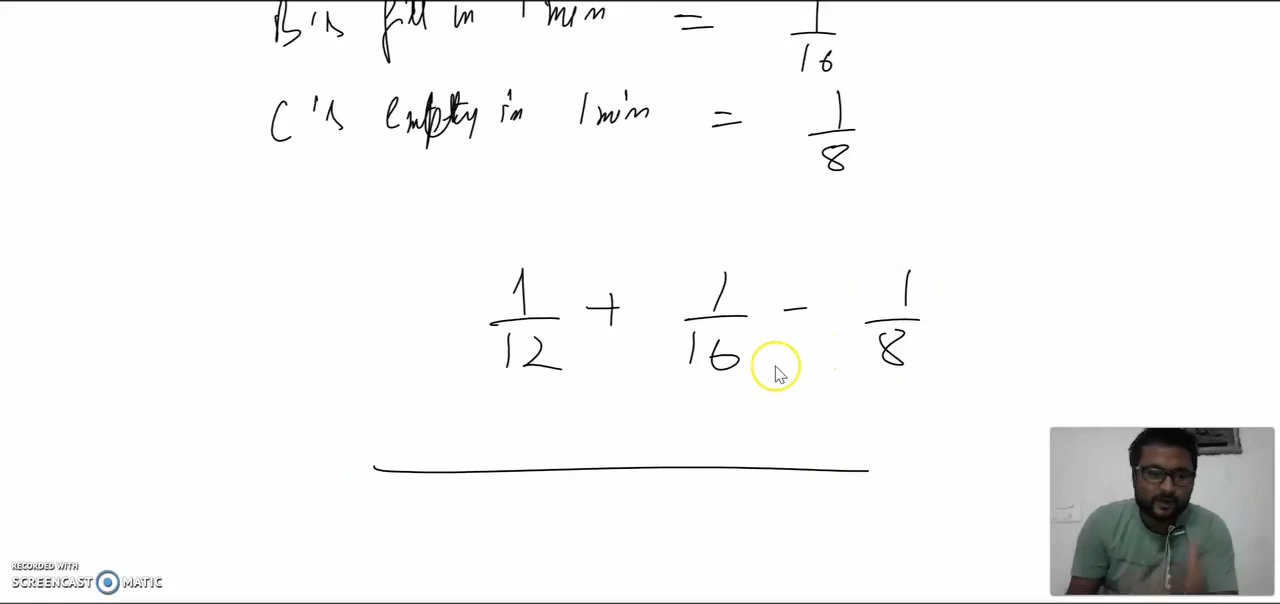 B's fill in 1 min = 1/16
C's empty in 1 min = 1/8
1/12 + 1/16 - 1/8
RECORDED WITH
SCREENCAST MATIC